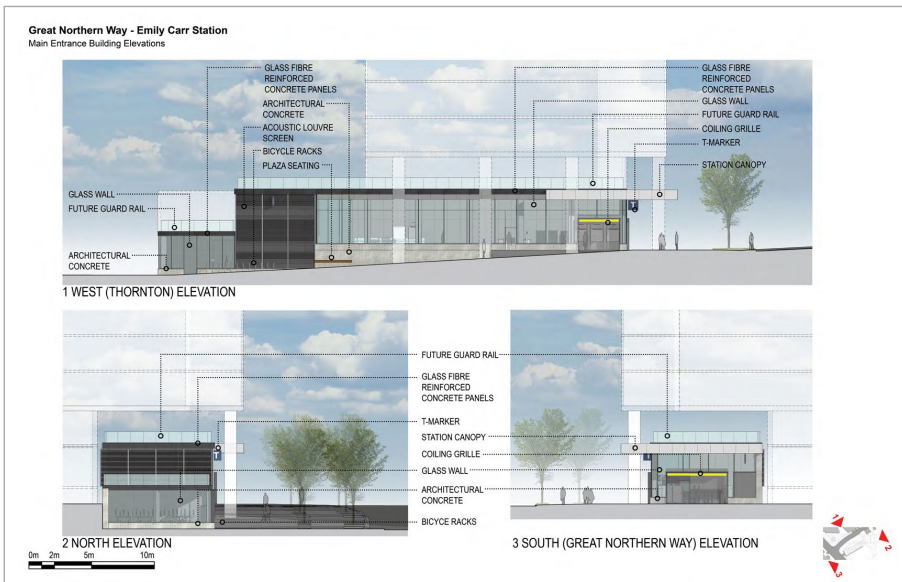 Great Northern Way - Emily Carr Station
Main Entrance Building Elevations
GLASS FIBRE
REINFORCED
CONCRETE PANELS
ARCHITECTURAL
CONCRETE
ACOUSTIC LOUVRE
SCREEN
BICYCLE RACKS
PLAZA SEATING
GLASS WALL
FUTURE GUARD RAIL
ARCHITECTURAL
CONCRETE
GLASS FIBRE
REINFORCED
CONCRETE PANELS
GLASS WALL
FUTURE GUARD RAIL
COILING GRILLE
T-MARKER
STATION CANOPY
T
1 WEST (THORNTON) ELEVATION
FUTURE GUARD RAIL
GLASS FIBRE
REINFORCED
CONCRETE PANELS
T-MARKER
STATION CANOPY
COILING GRILLE
GLASS WALL
ARCHITECTURAL
CONCRETE
BICYCE RACKS
T
T
2 NORTH ELEVATION
3 SOUTH (GREAT NORTHERN WAY) ELEVATION
0m 2m 5m 10m
1
2
3